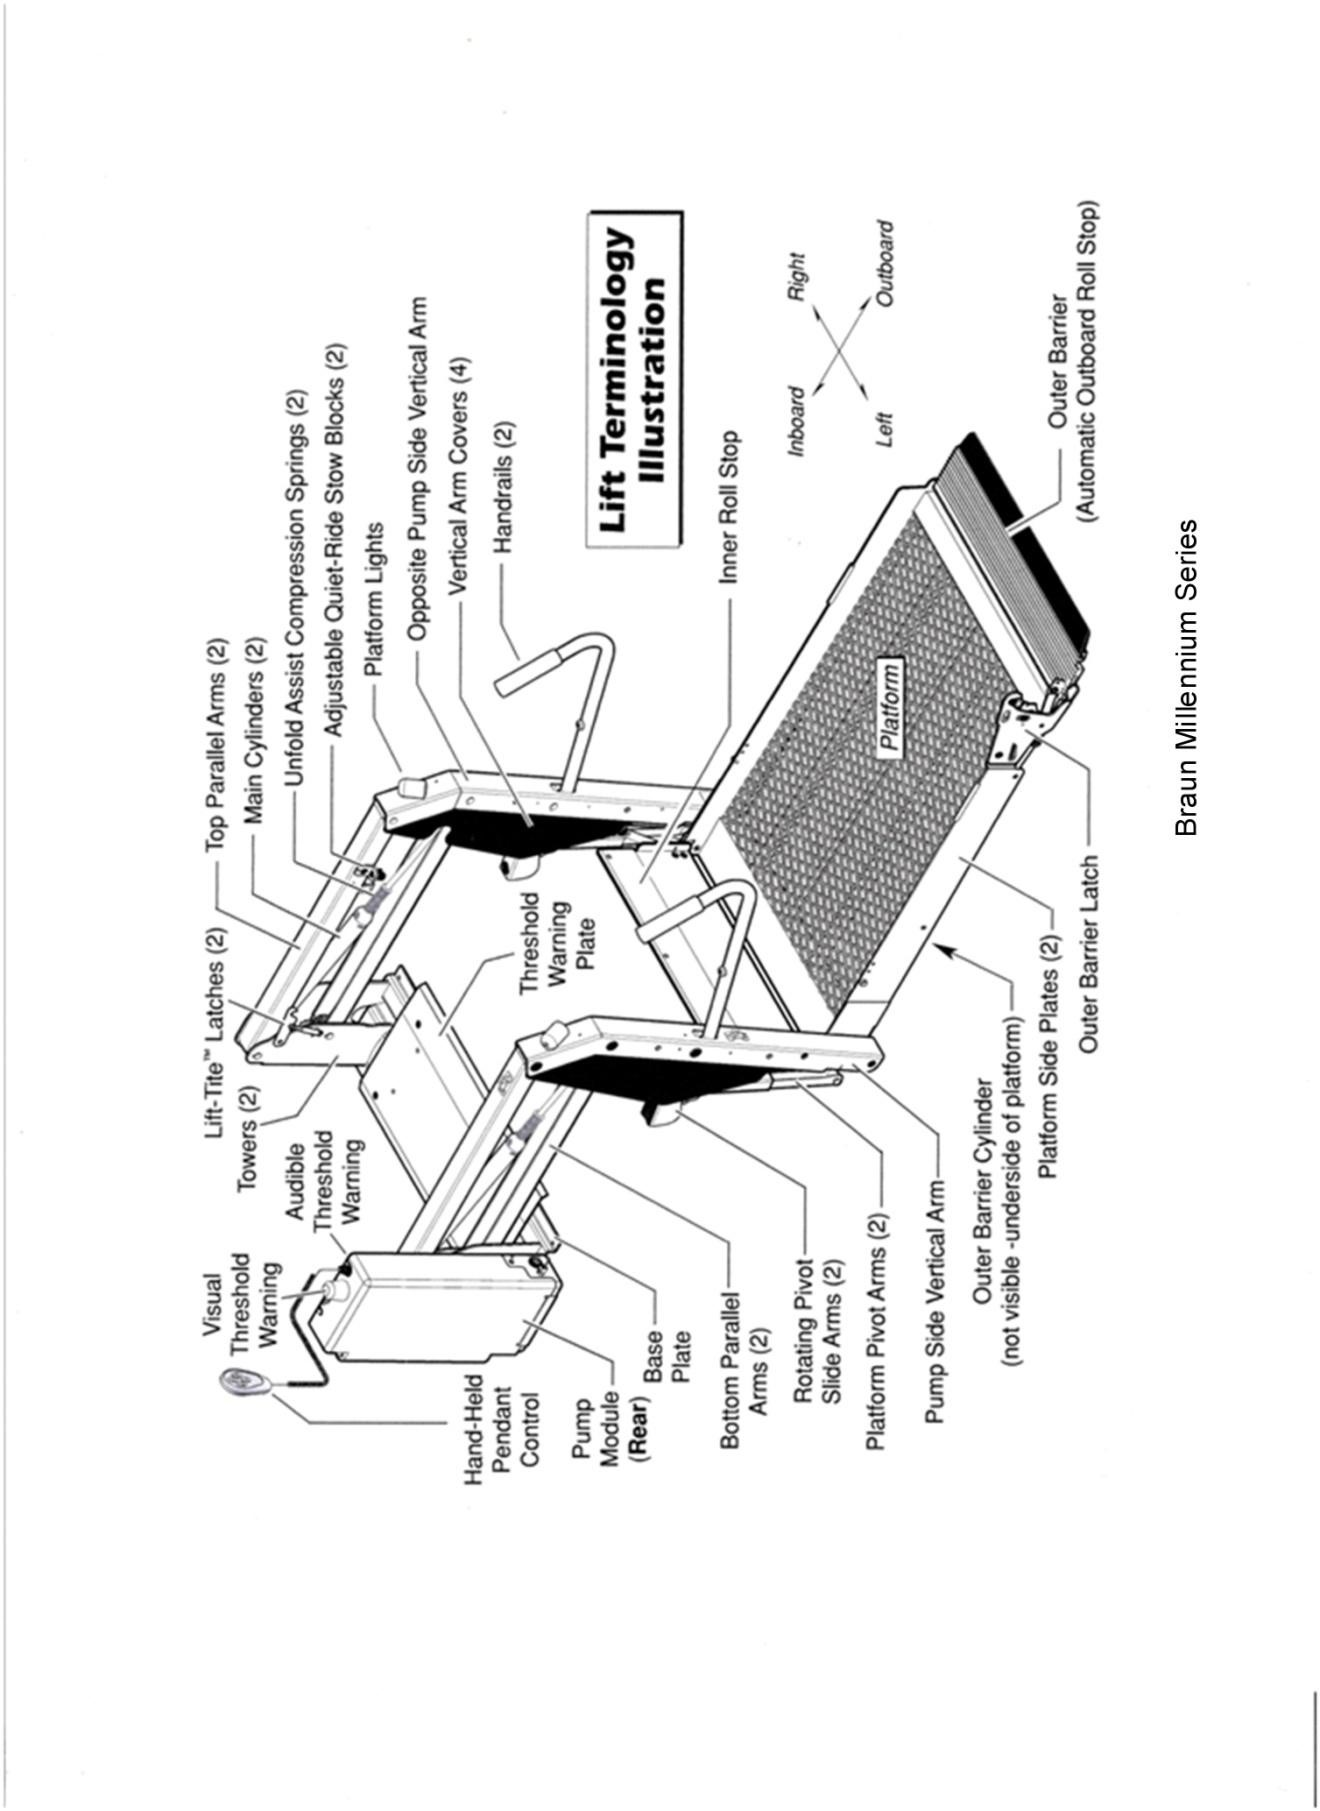 Top Parallel Arms (2)
Main Cylinders (2)
Unfold Assist Compression Springs (2)
Adjustable Quiet-Ride Stow Blocks (2)
Platform Lights
Opposite Pump Side Vertical Arm
Vertical Arm Covers (4)
Handrails (2)
Lift Terminology
Illustration
Lift-Tite™ Latches (2)
Towers (2)
Audible
Threshold
Warning
Visual
Threshold
Warning
Threshold
Warning
Plate
Inner Roll Stop
Inboard
Right
Left
Outboard
Platform
Hand-Held
Pendant
Control
Pump
Module
(Rear)
Base
Plate
Bottom Parallel
Arms (2)
Rotating Pivot
Slide Arms (2)
Platform Pivot Arms (2)
Pump Side Vertical Arm
Outer Barrier Cylinder
(not visible -underside of platform)
Platform Side Plates (2)
Outer Barrier Latch
Outer Barrier
(Automatic Outboard Roll Stop)
Braun Millennium Series